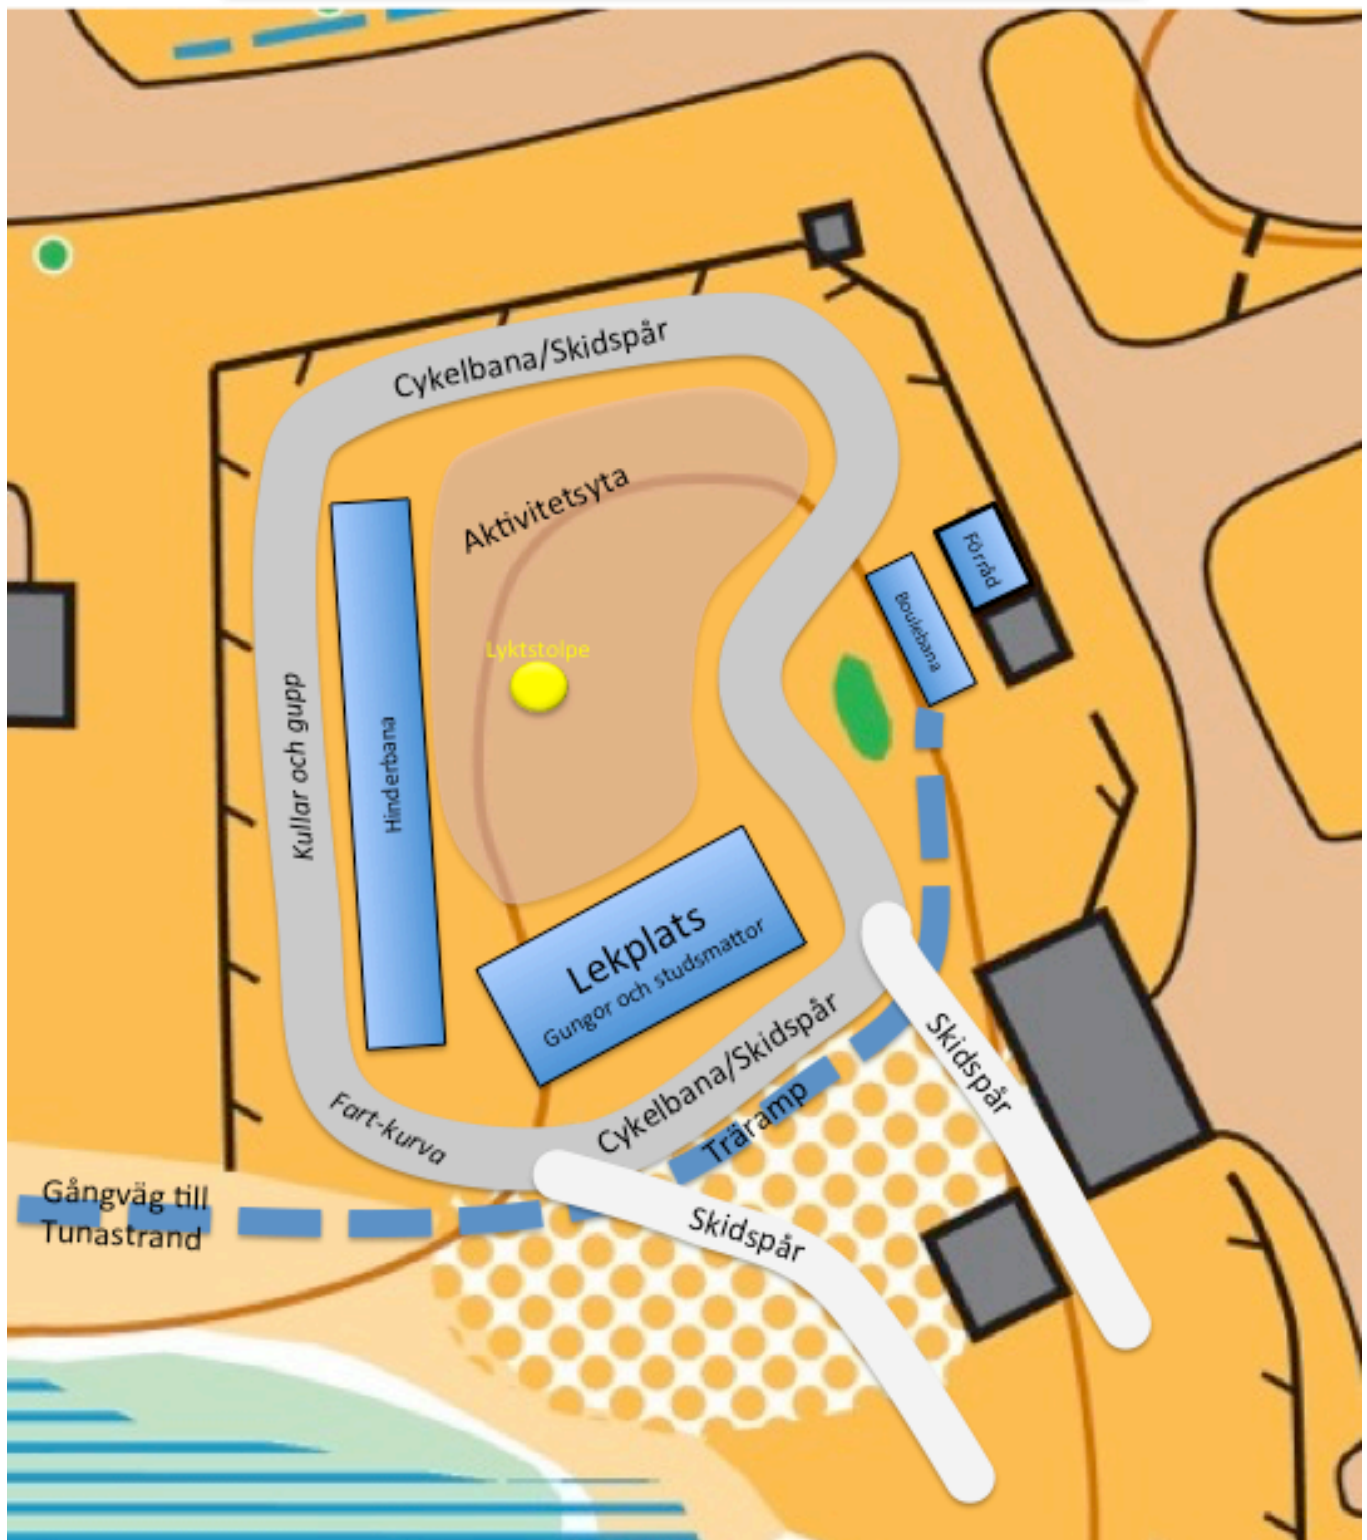 Cykelbana/Skidspår
Aktivitetsyta
Förråd
Boulebana
Lyktstolpe
Kullar och gupp
Hinderbana
Lekplats
Gungor och studsmattor
Cykelbana/Skidspår
Skidspår
Fart-kurva
Träramp
Gångväg till
Tunastrand
Skidspår